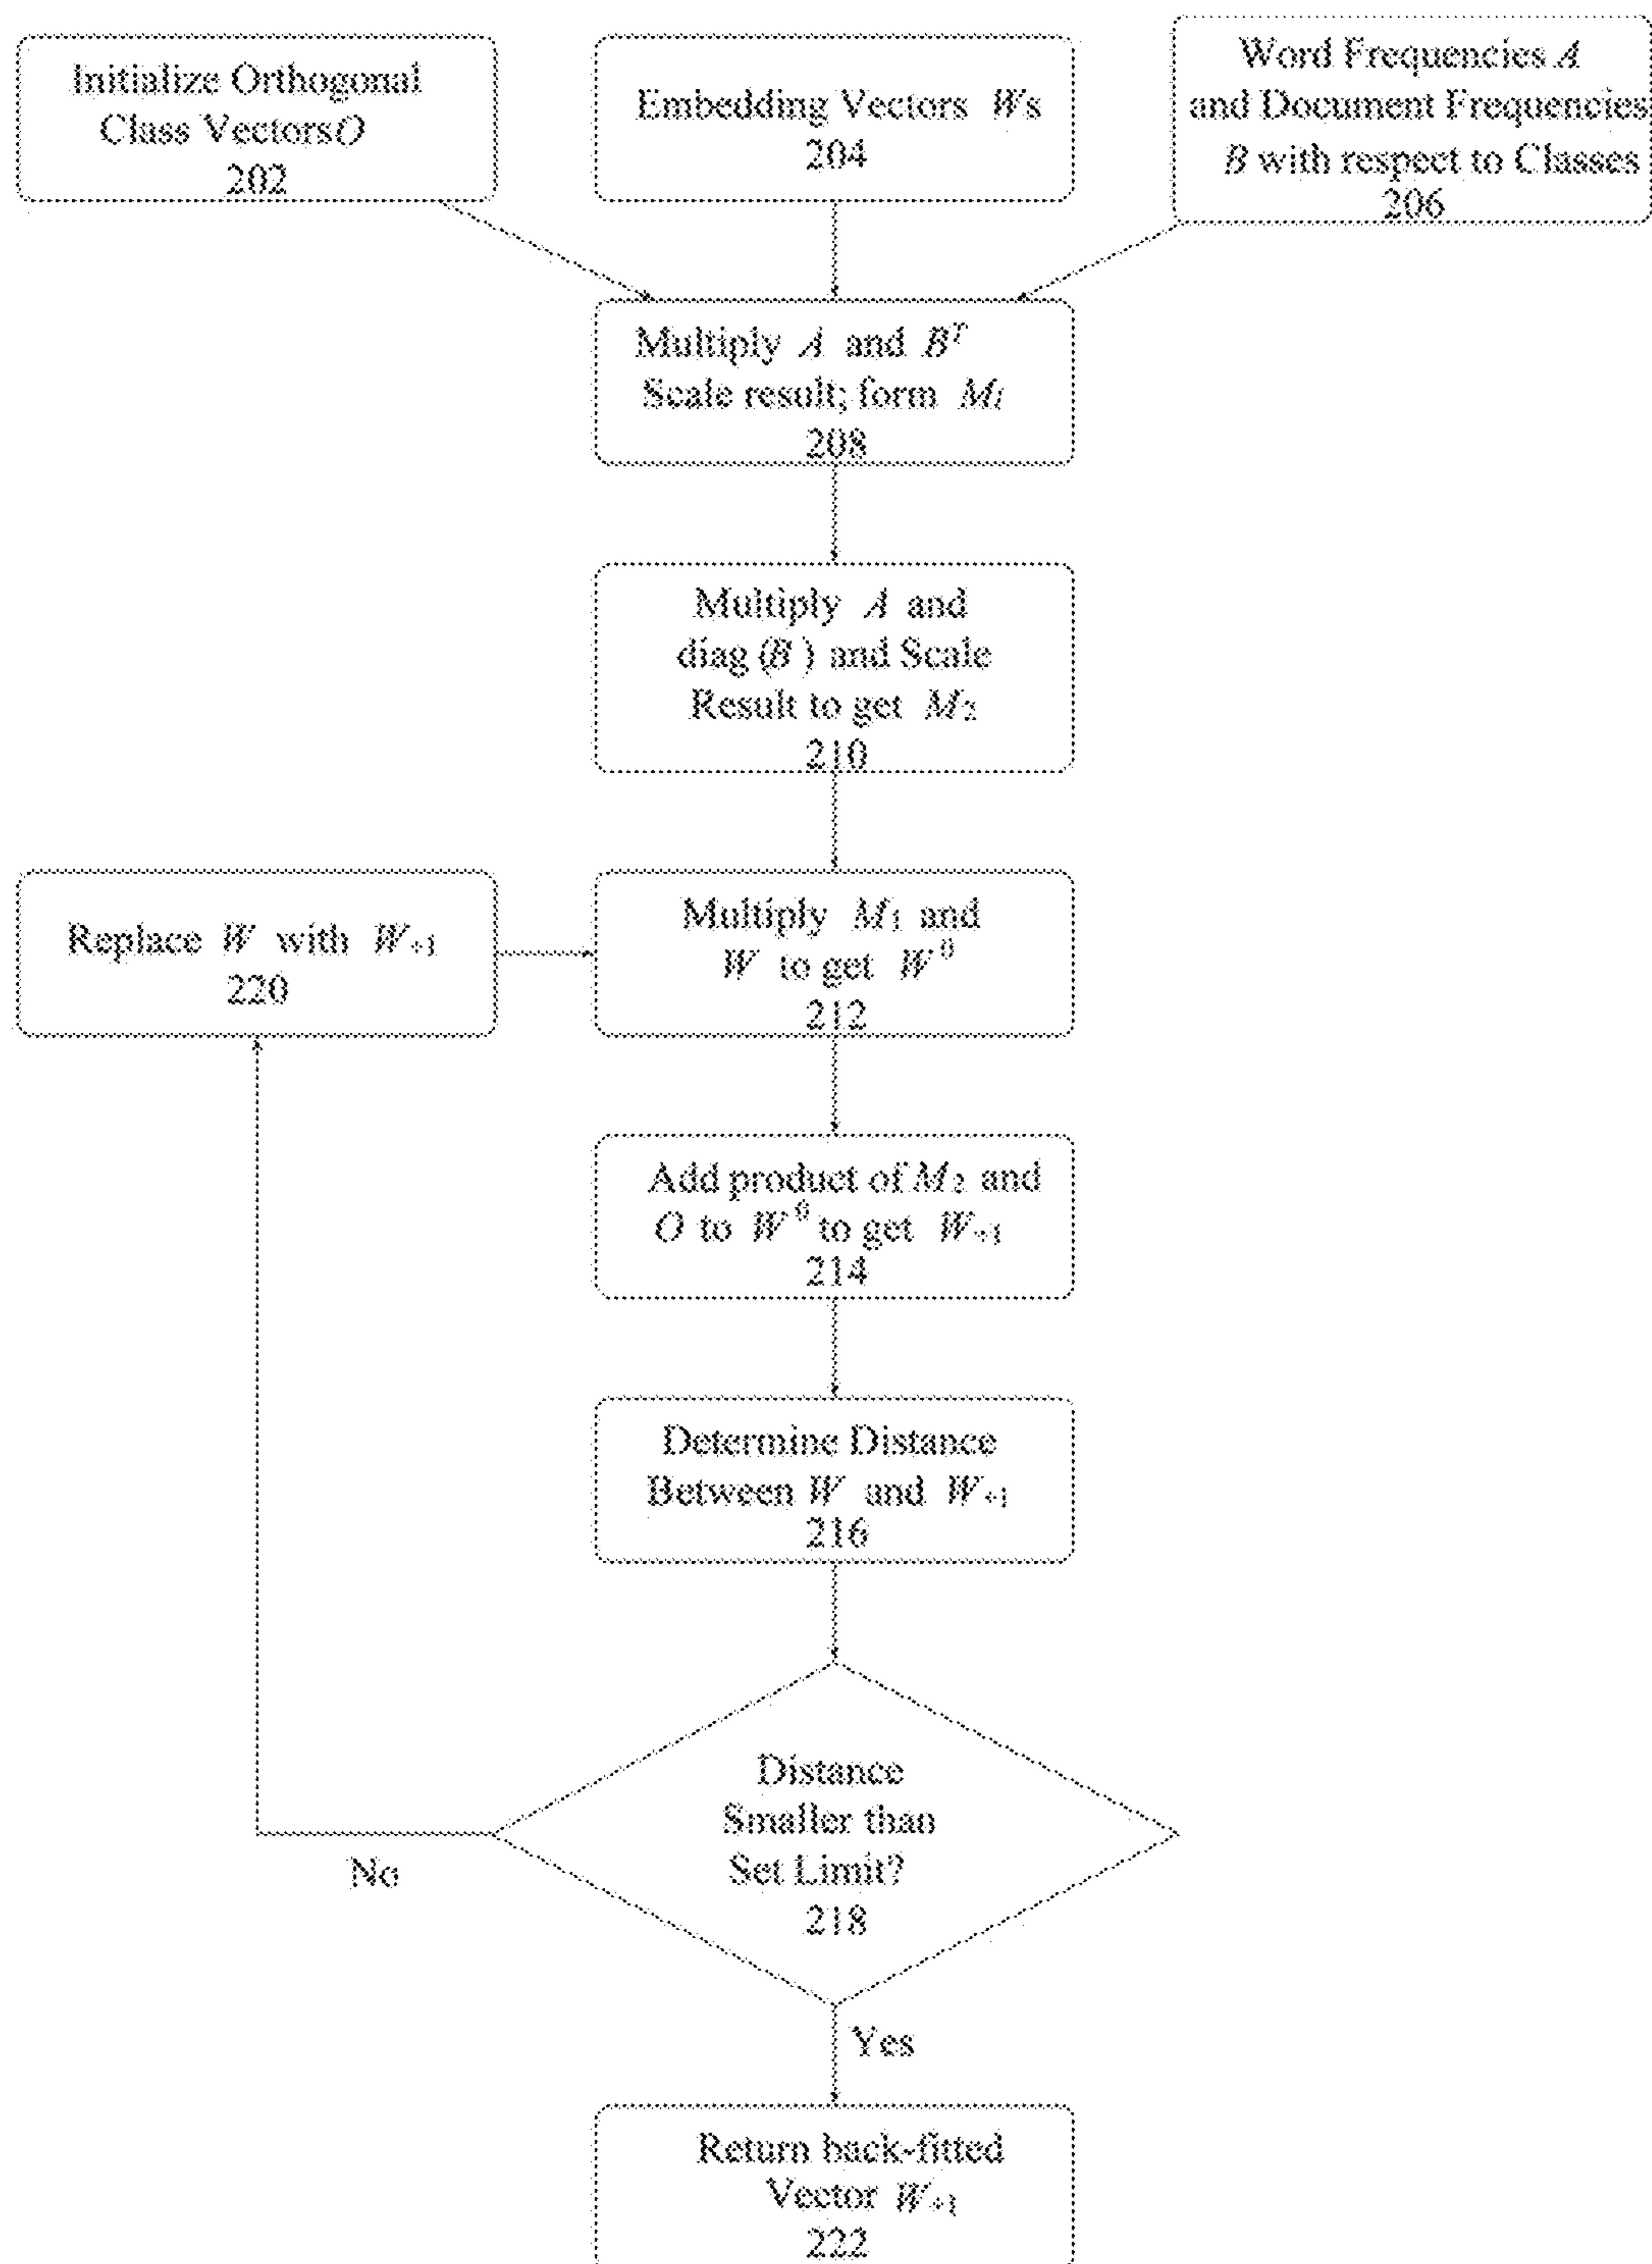 Initialize Orthogonal
Class Vectors O
202
Embedding Vectors Ws
204
Word Frequencies A
and Document Frequencies
B with respect to Classes
206
Multiply A and Bᵀ
Scale result; form M₁
208
Multiply A and
diag (B) and Scale
Result to get M₂
210
Replace W with W₊₁
220
Multiply M₁ and
W to get W⁰
212
Add product of M₂ and
O to W⁰ to get W₊₁
214
Determine Distance
Between W and W₊₁
216
Distance
Smaller than
Set Limit?
218
No
Yes
Return back-fitted
Vector W₊₁
222